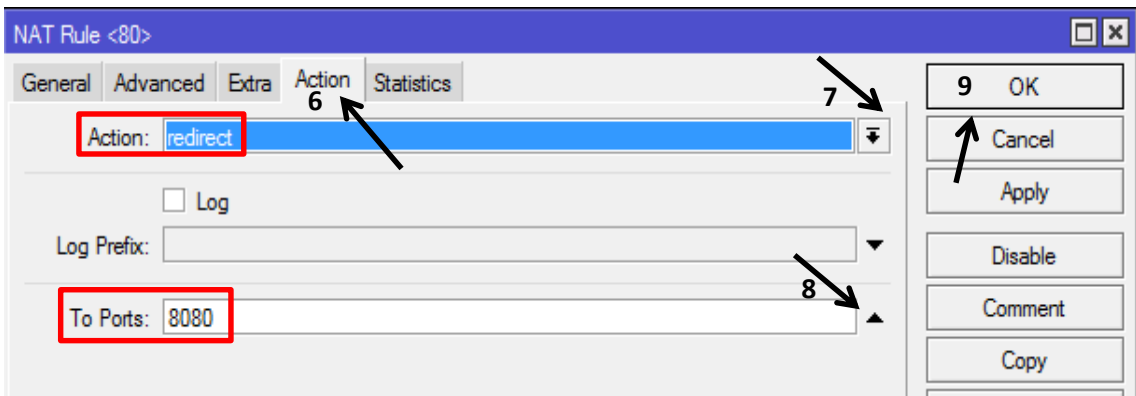 NAT Rule <80>
General Advanced Extra Action Statistics
6
7
9 OK
Action: redirect
Cancel
Log
Apply
Log Prefix:
Disable
8
To Ports: 8080
Comment
Copy